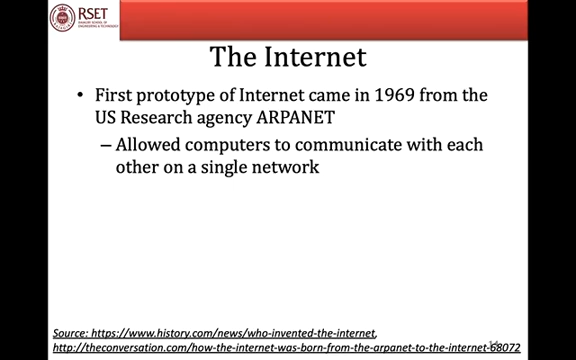 RSET
RAJAGIRI SCHOOL OF
ENGINEERING & TECHNOLOGY
The Internet
• First prototype of Internet came in 1969 from the
US Research agency ARPANET
– Allowed computers to communicate with each
other on a single network
Source: https://www.history.com/news/who-invented-the-internet,
http://theconversation.com/how-the-internet-was-born-from-the-arpanet-to-the-internet-68072